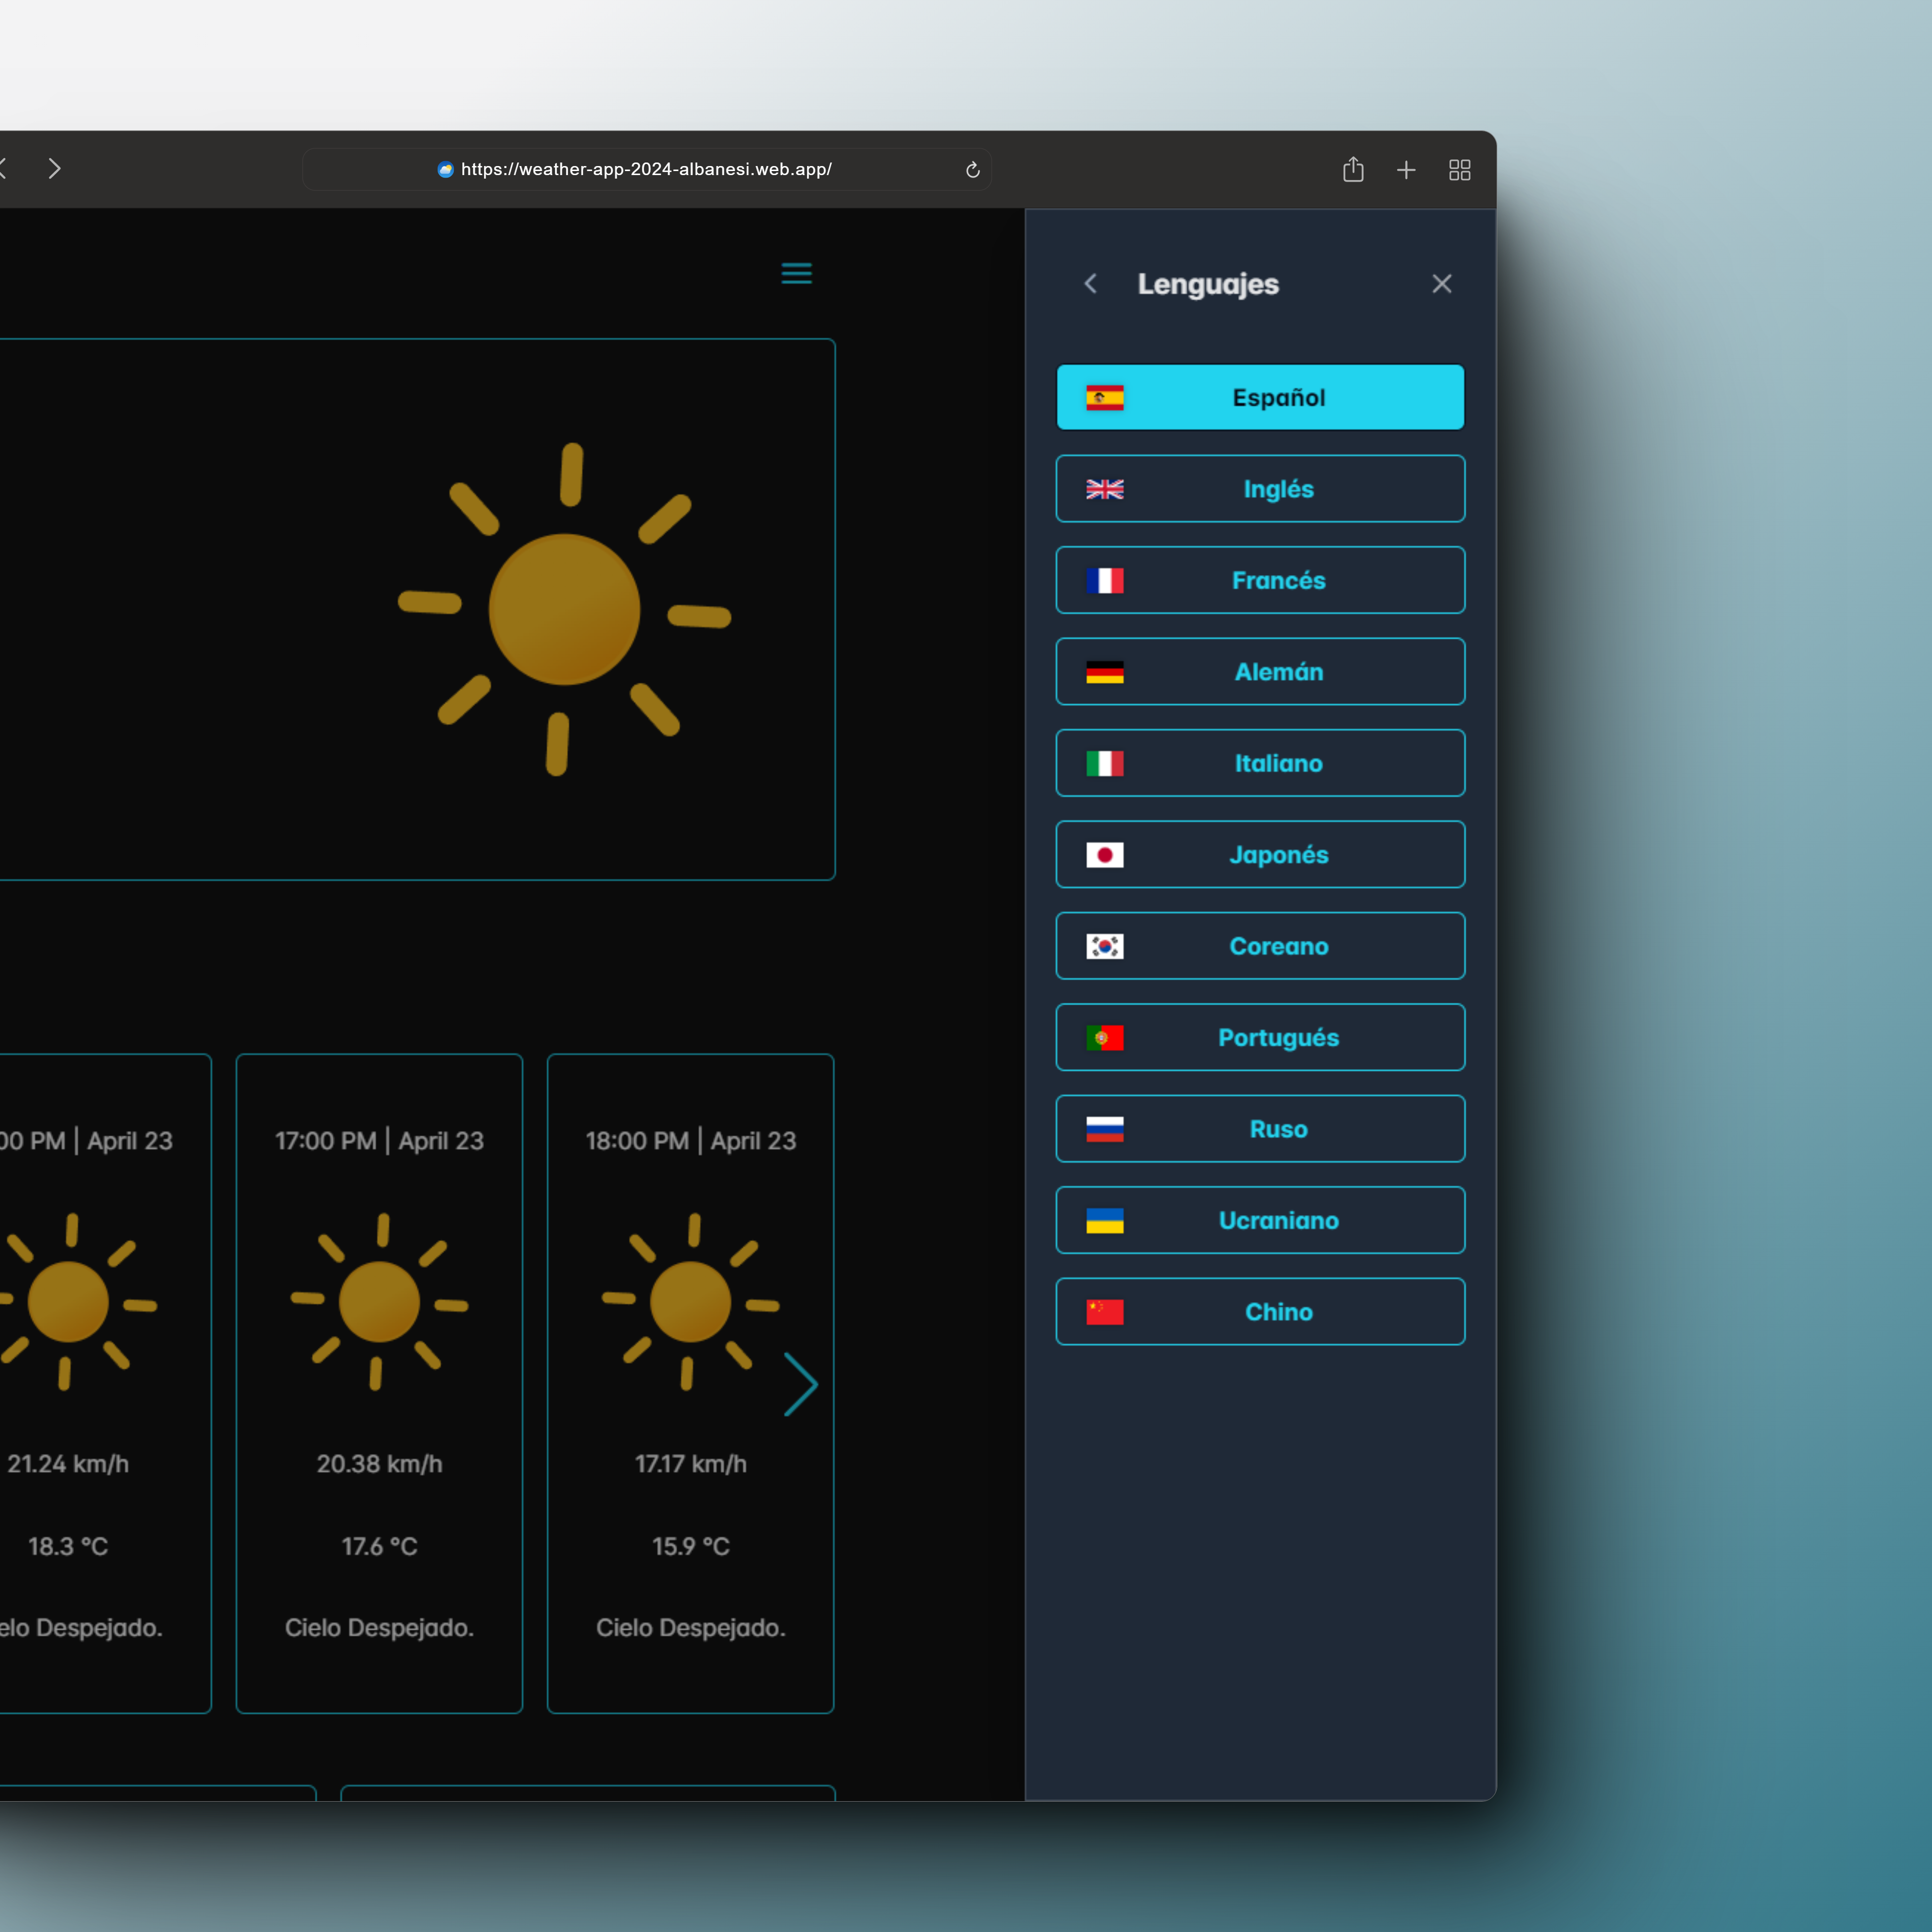 https://weather-app-2024-albanesi.web.app/
Lenguajes
Español
Inglés
Francés
Alemán
Italiano
Japonés
Coreano
Portugués
Ruso
Ucraniano
Chino
00 PM | April 23
21.24 km/h
18.3 °C
elo Despejado.
17:00 PM | April 23
20.38 km/h
17.6 °C
Cielo Despejado.
18:00 PM | April 23
17.17 km/h
15.9 °C
Cielo Despejado.